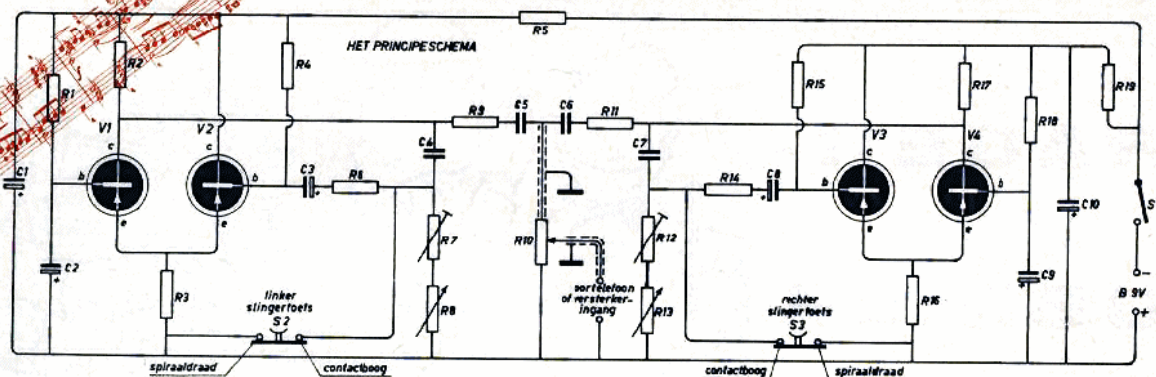 HET PRINCIPESCHEMA
R5
R1
R2
R4
V1
V2
c
c
b
b
e
e
C1
+
C2
+
R3
C3
+
R6
C4
R7
R8
R9
C5
C6
R11
R10
C7
R12
R13
R14
C8
+
R15
V3
V4
c
c
b
b
e
e
R17
R18
R19
C10
+
C9
+
R16
S
-
B 9V
+
linker
slingertoets
S2
spiraaldraad
contactboog
oortelefoon
of versterker-
ingang
rechter
slingertoets
S3
contactboog
spiraaldraad